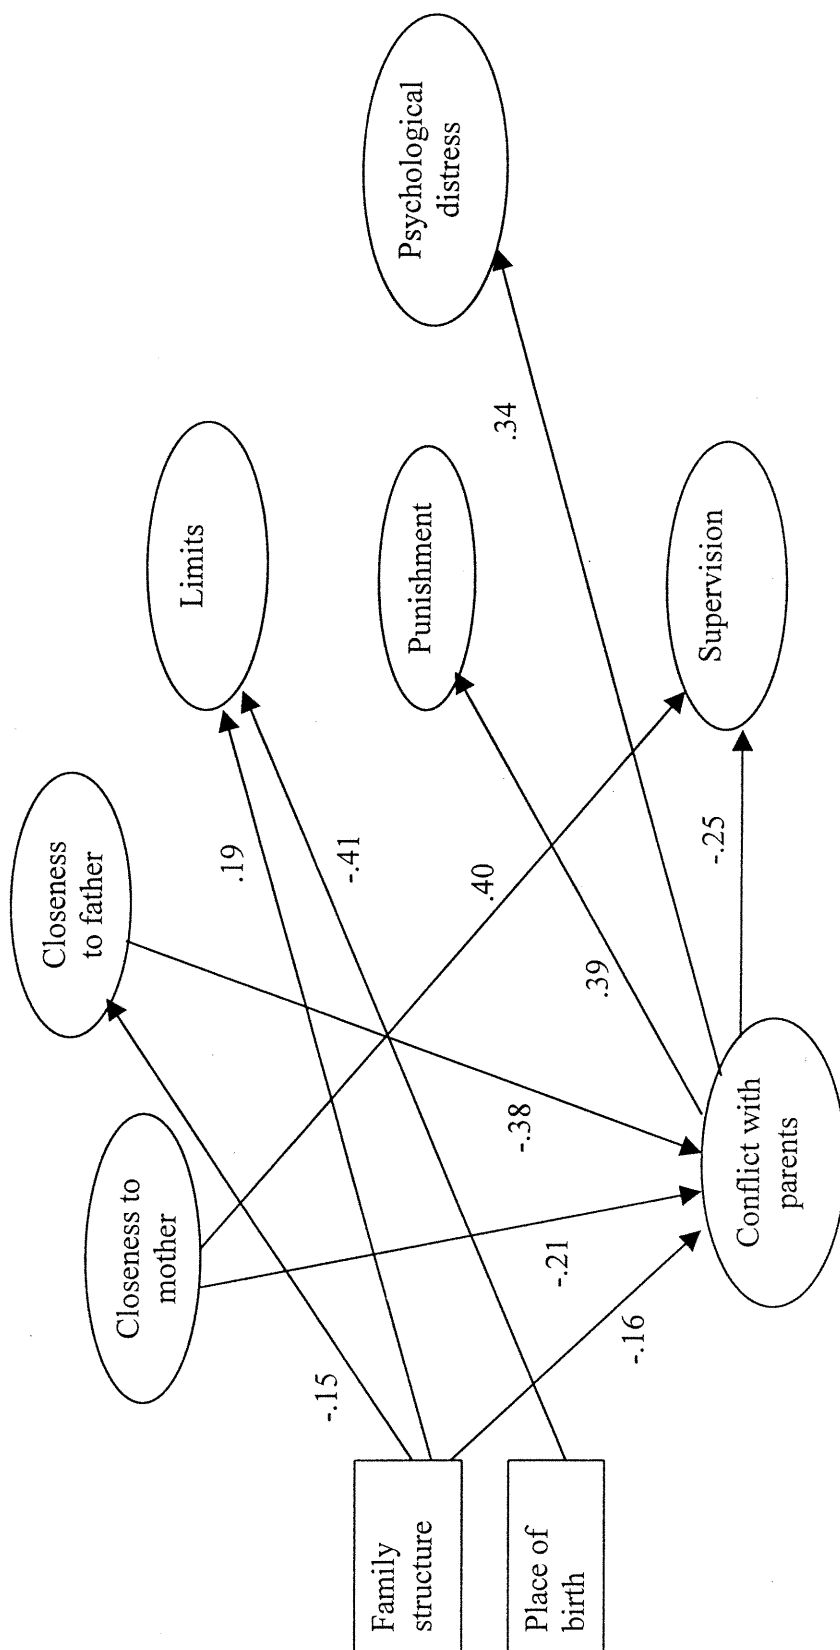 Closeness
to father
Closeness to
mother
Limits
Psychological
distress
Punishment
Family
structure
Place of
birth
Supervision
Conflict with
parents
-.15
.19
-.41
.40
-.38
-.21
-.16
.39
.34
-.25